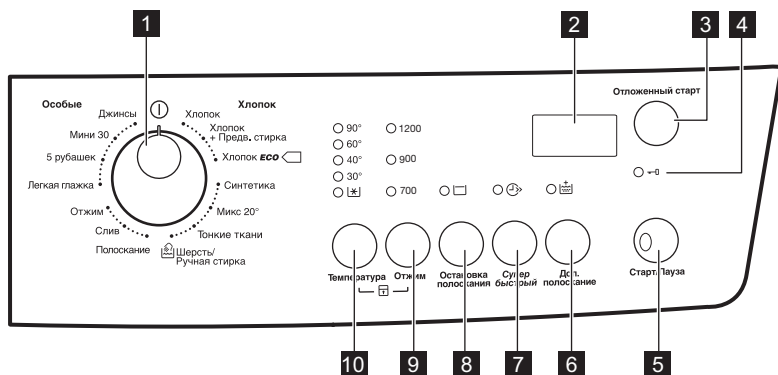 1
2
3
4
Особые
Хлопок
Отложенный старт
Джинсы
Мини 30
5 рубашек
Легкая глажка
Отжим
Слив
Полоскание
Хлопок
Хлопок
+ Предв. стирка
Хлопок ECO
Синтетика
Микс 20°
Тонкие ткани
Шерсть/
Ручная стирка
90°
60°
40°
30°
1200
900
700
Температура
Отжим
Остановка
полоскания
Супер
быстрый
Доп.
полоскание
Старт/Пауза
10
9
8
7
6
5